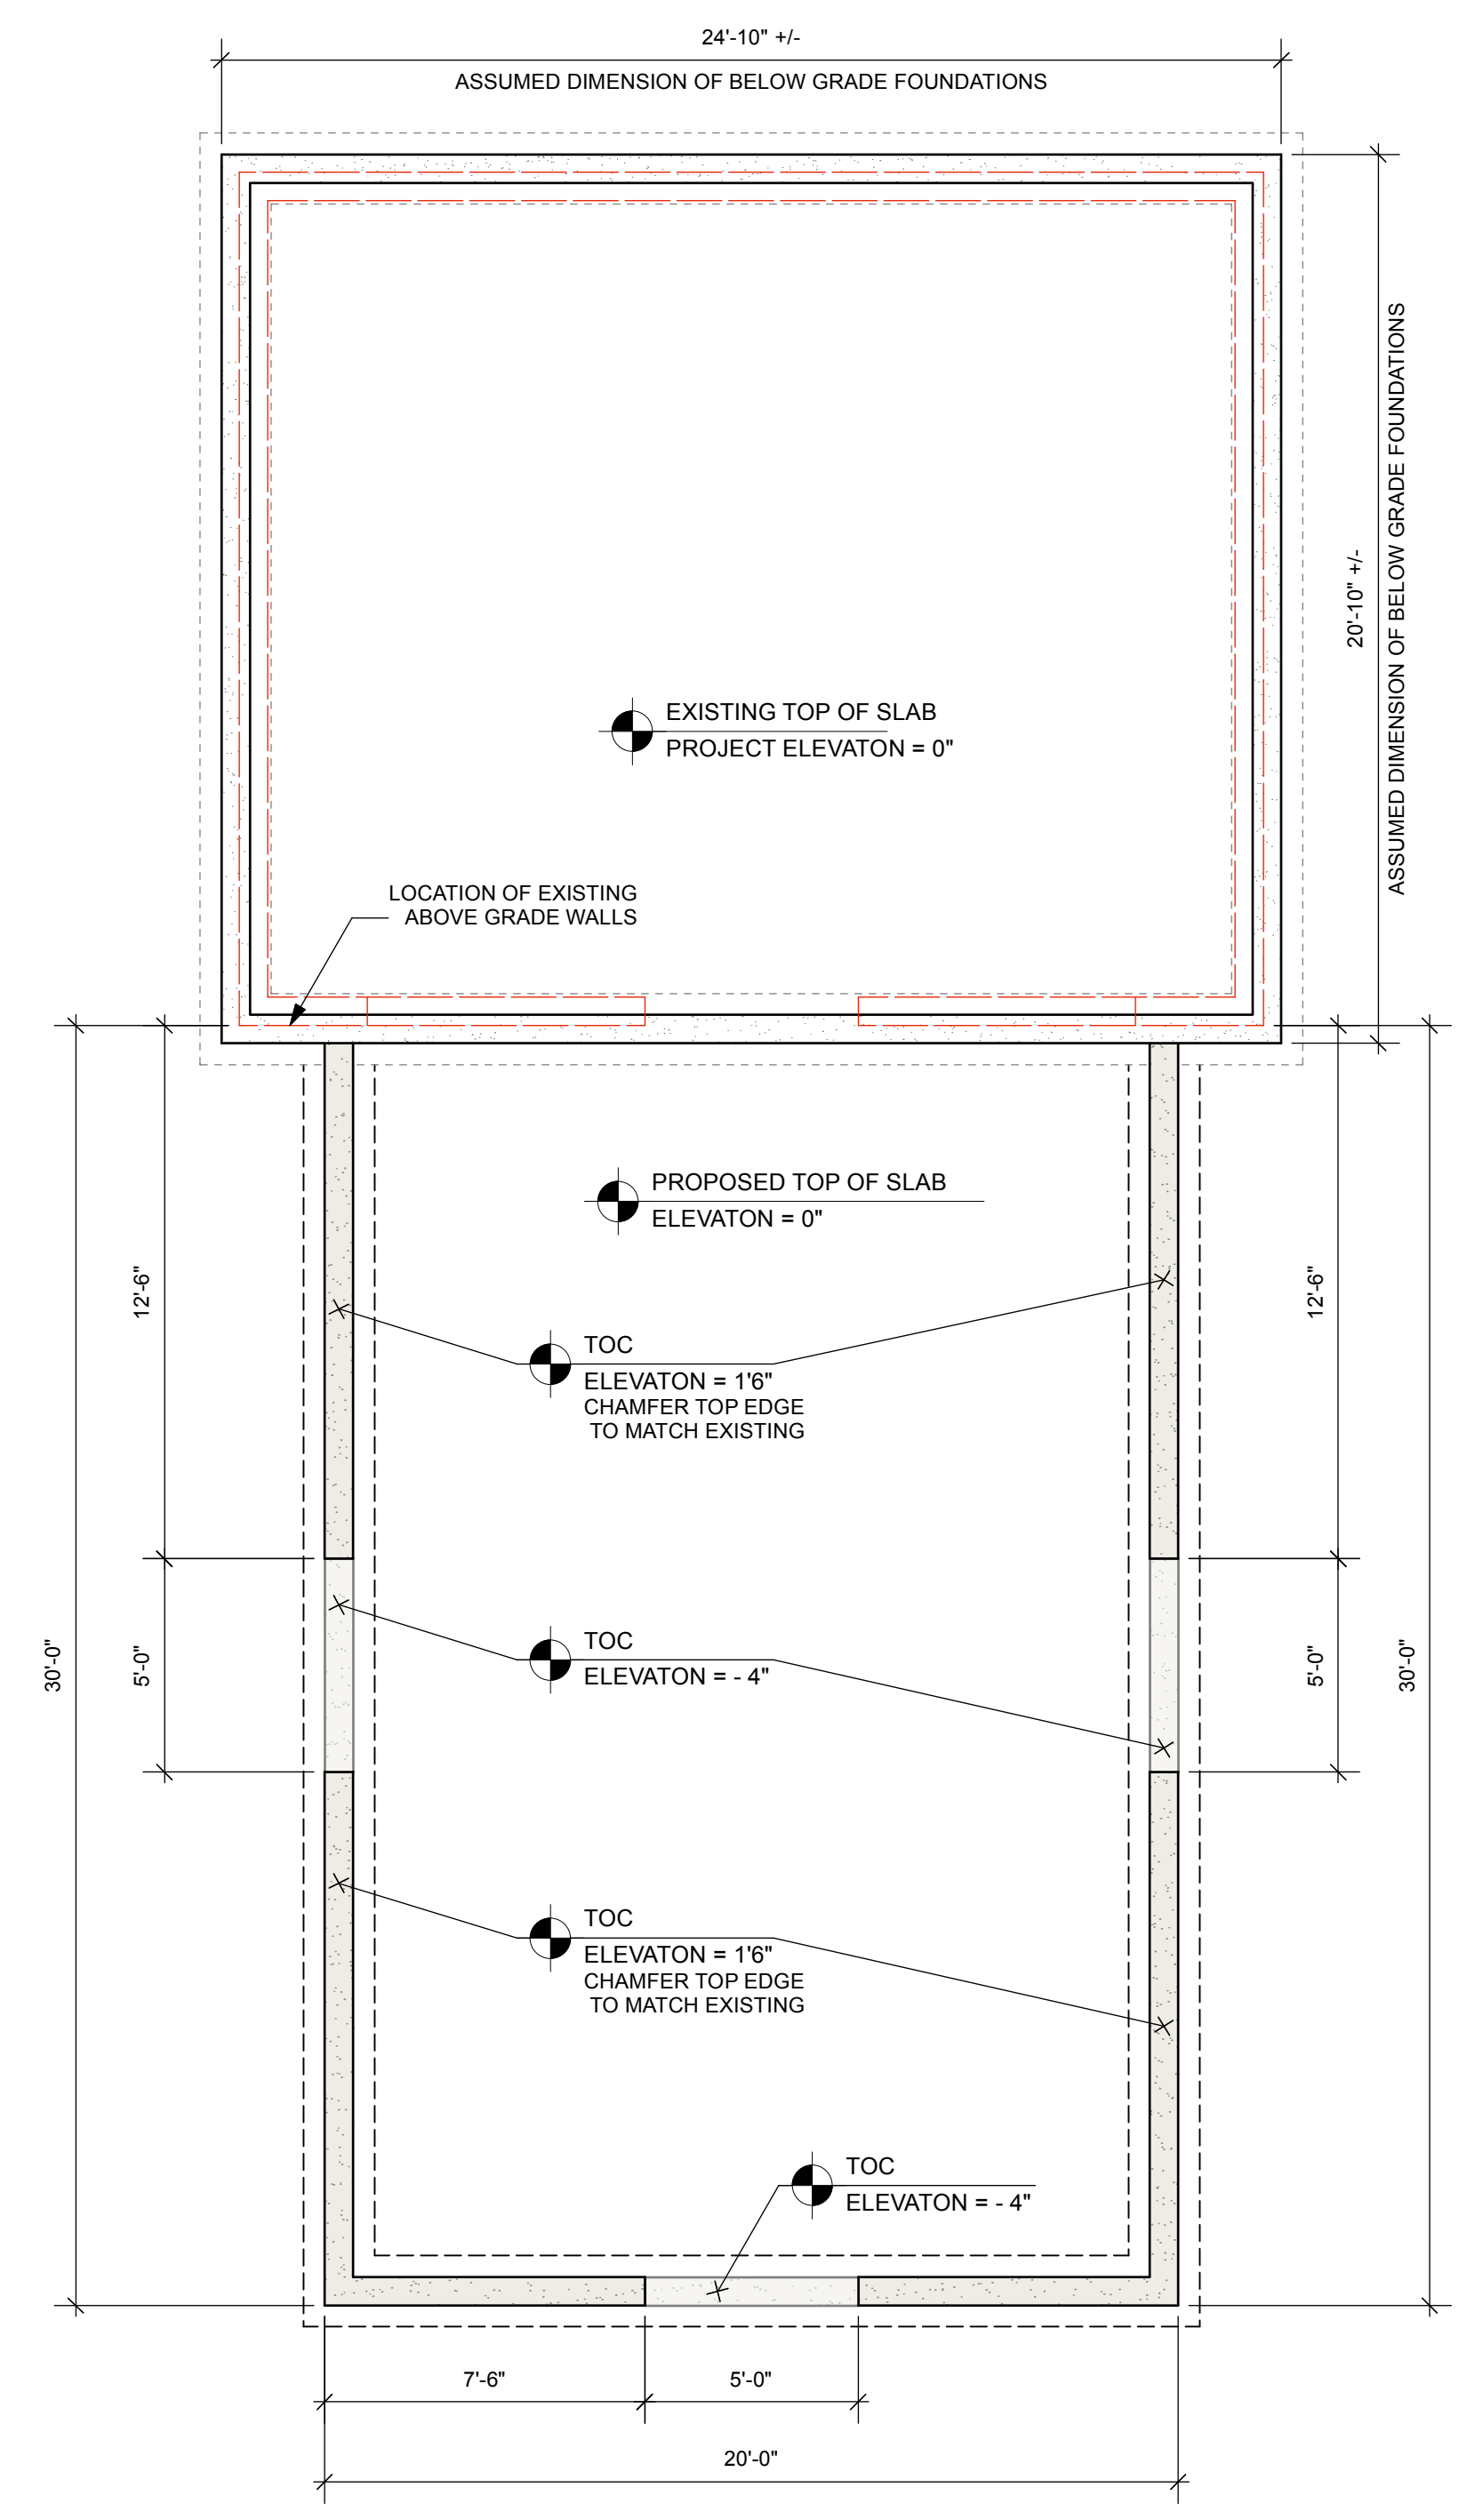 24'-10" +/-
ASSUMED DIMENSION OF BELOW GRADE FOUNDATIONS
20'-10" +/-
ASSUMED DIMENSION OF BELOW GRADE FOUNDATIONS
EXISTING TOP OF SLAB
PROJECT ELEVATON = 0"
LOCATION OF EXISTING
ABOVE GRADE WALLS
PROPOSED TOP OF SLAB
ELEVATON = 0"
12'-6"
12'-6"
TOC
ELEVATON = 1'6"
CHAMFER TOP EDGE
TO MATCH EXISTING
30'-0"
5'-0"
TOC
ELEVATON = - 4"
5'-0"
30'-0"
TOC
ELEVATON = 1'6"
CHAMFER TOP EDGE
TO MATCH EXISTING
TOC
ELEVATON = - 4"
7'-6"
5'-0"
20'-0"